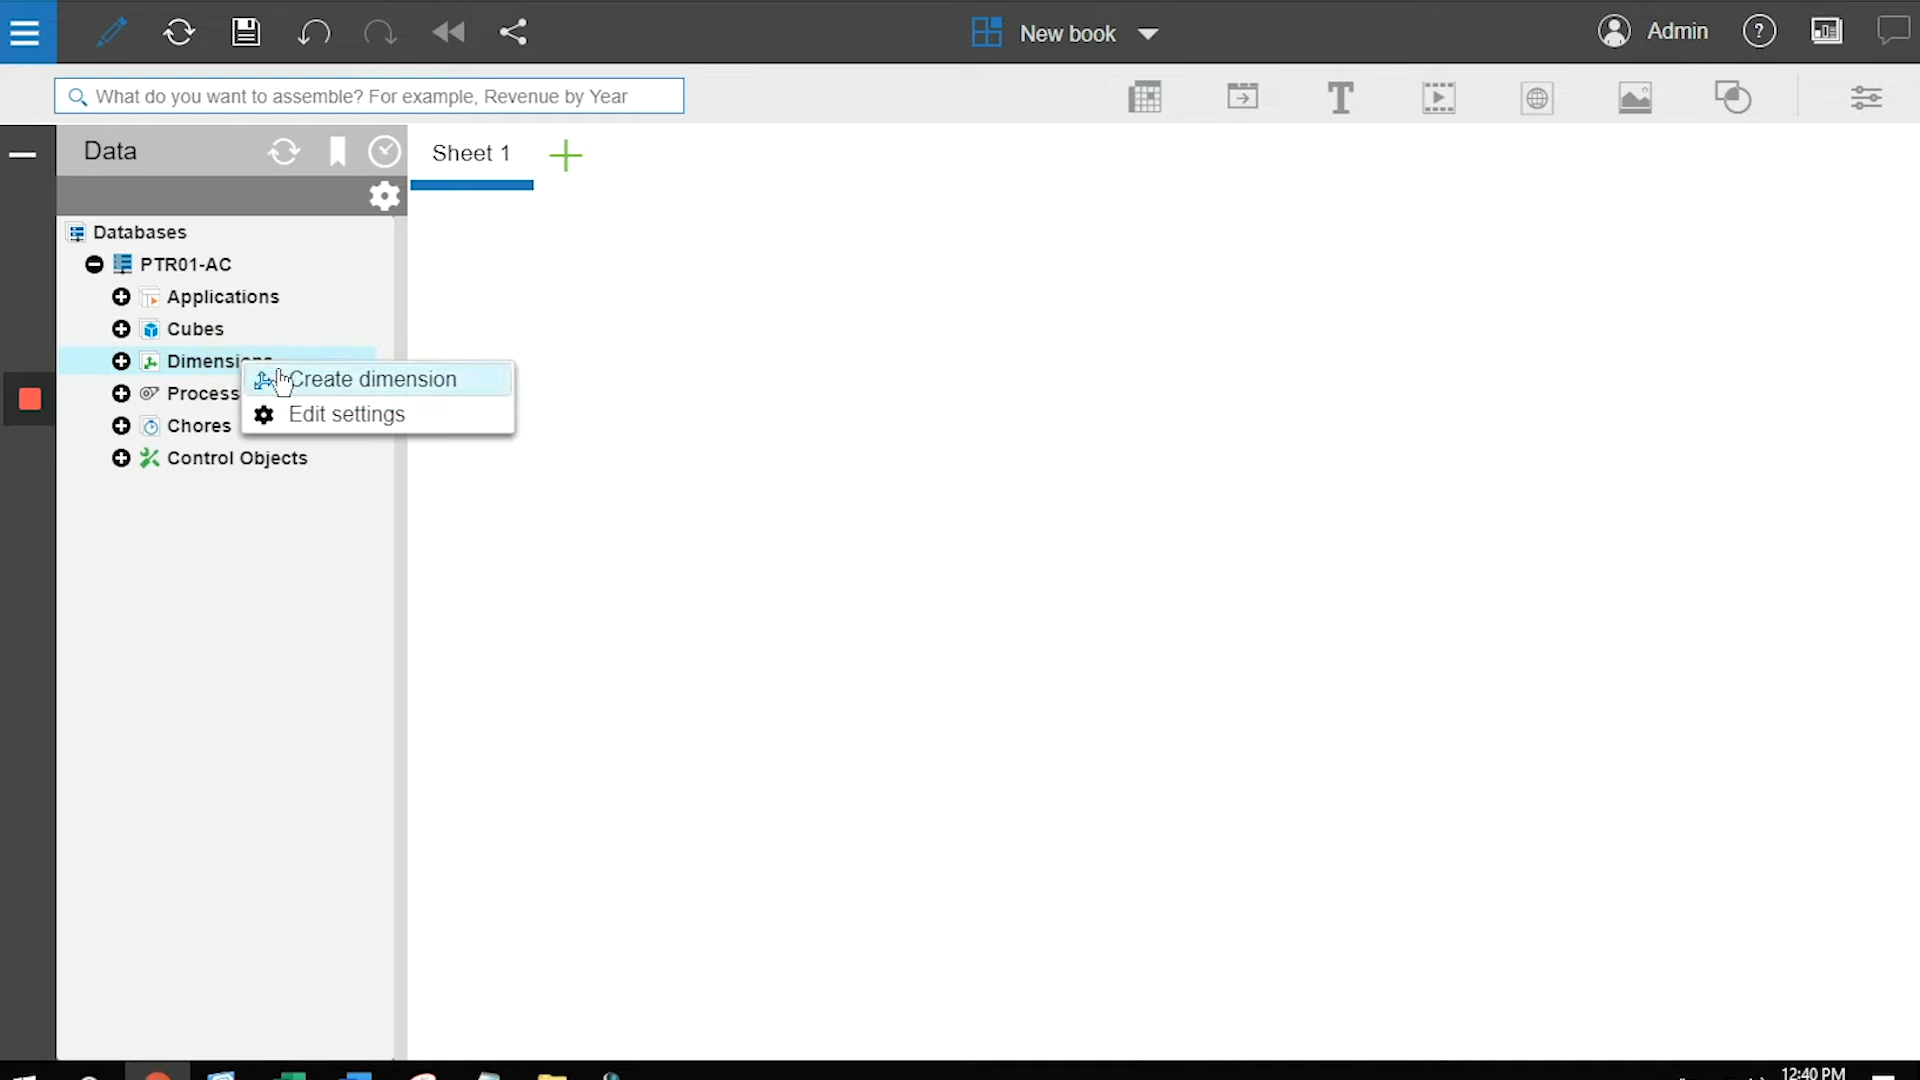 New book
Admin
What do you want to assemble? For example, Revenue by Year
Data
Sheet 1
Databases
PTR01-AC
Applications
Cubes
Dimensions
Create dimension
Process
Edit settings
Chores
Control Objects
12:40 PM